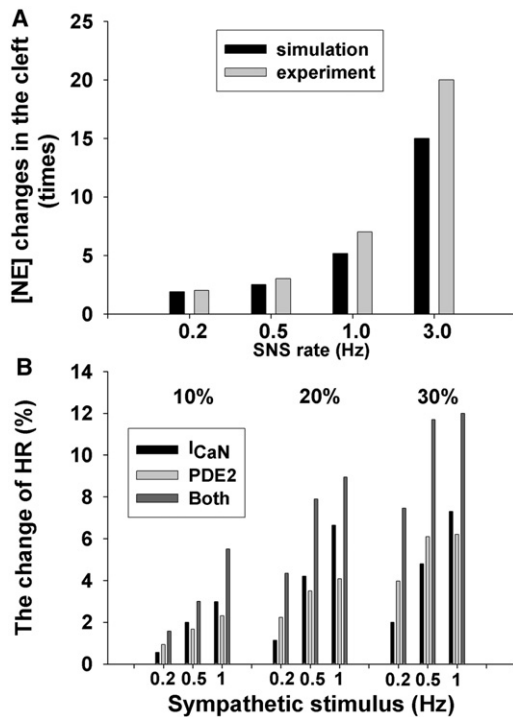 A
[NE] changes in the cleft
(times)
25
20
15
10
5
0
simulation
experiment
0.2 0.5 1.0 3.0
SNS rate (Hz)
B
The change of HR (%)
14
12
10
8
6
4
2
0
10% 20% 30%
ICaN
PDE2
Both
0.2 0.5 1 0.2 0.5 1 0.2 0.5 1
Sympathetic stimulus (Hz)